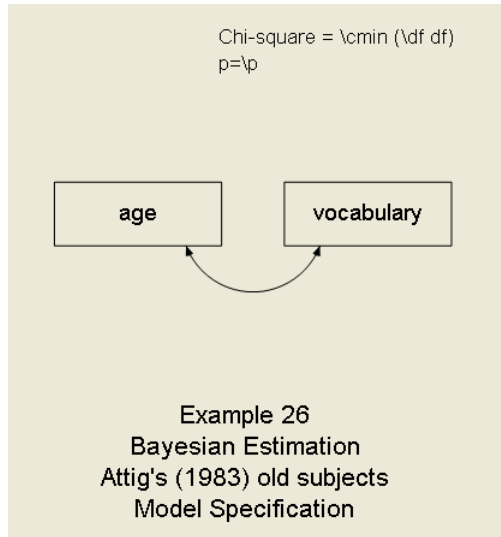 Chi-square = \cmin (\df df)
p=\p
age
vocabulary
Example 26
Bayesian Estimation
Attig's (1983) old subjects
Model Specification